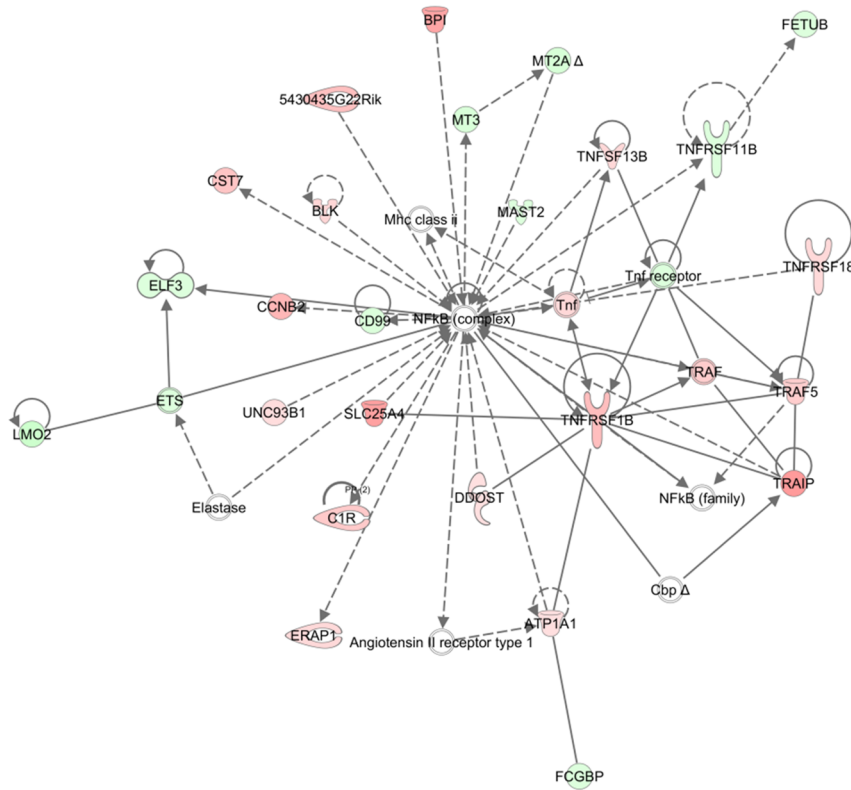 BPI
FETUB
MT2A Δ
5430435G22Rik
MT3
TNFSF13B
TNFRSF11B
CST7
BLK
Mhc class ii
MAST2
Tnf receptor
TNFRSF18
ELF3
CCNB2
CD99
NFkB (complex)
Tnf
TRAF
TRAF5
ETS
UNC93B1
SLC25A4
TNFRSF1B
LMO2
TRAIP
PR (2)
DDOST
NFkB (family)
Elastase
C1R
Cbp Δ
ERAP1
Angiotensin II receptor type 1
ATP1A1
FCGBP